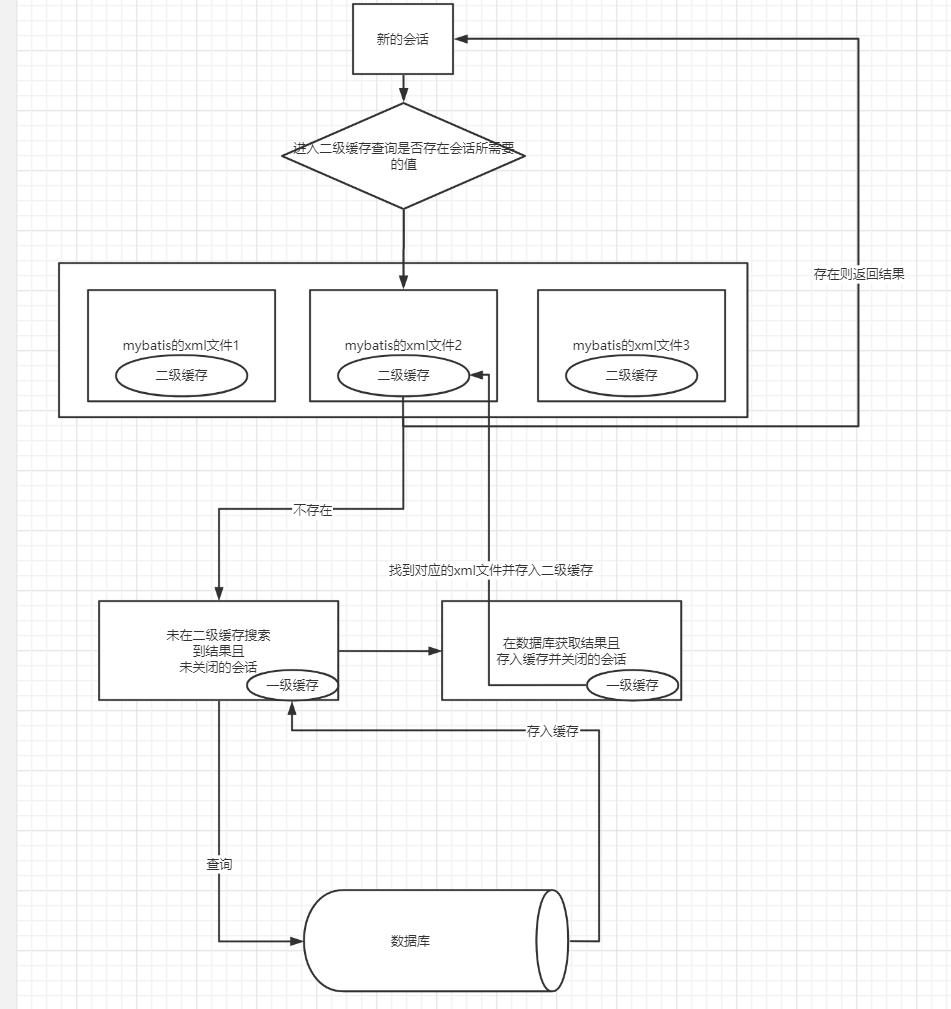 新的会话
进入二级缓存查询是否存在会话所需要
的值
存在则返回结果
mybatis的xml文件1
二级缓存
mybatis的xml文件2
二级缓存
mybatis的xml文件3
二级缓存
不存在
找到对应的xml文件并存入二级缓存
未在二级缓存搜索
到结果且
未关闭的会话
一级缓存
在数据库获取结果且
存入缓存并关闭的会话
一级缓存
存入缓存
查询
数据库